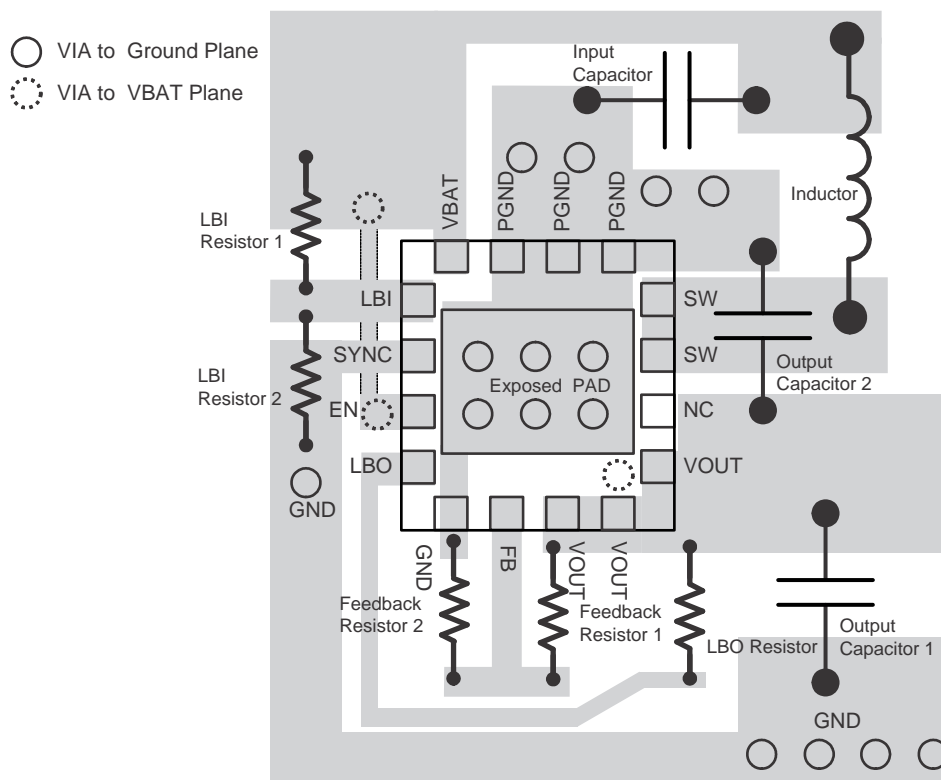 VIA to Ground Plane
VIA to VBAT Plane
Input
Capacitor
Inductor
LBI
Resistor 1
VBAT
PGND
PGND
PGND
LBI
SW
SYNC
SW
LBI
Resistor 2
Exposed PAD
Output
Capacitor 2
EN
NC
LBO
VOUT
GND
GND
FB
VOUT
VOUT
Feedback
Resistor 2
Feedback
Resistor 1
LBO Resistor
Output
Capacitor 1
GND